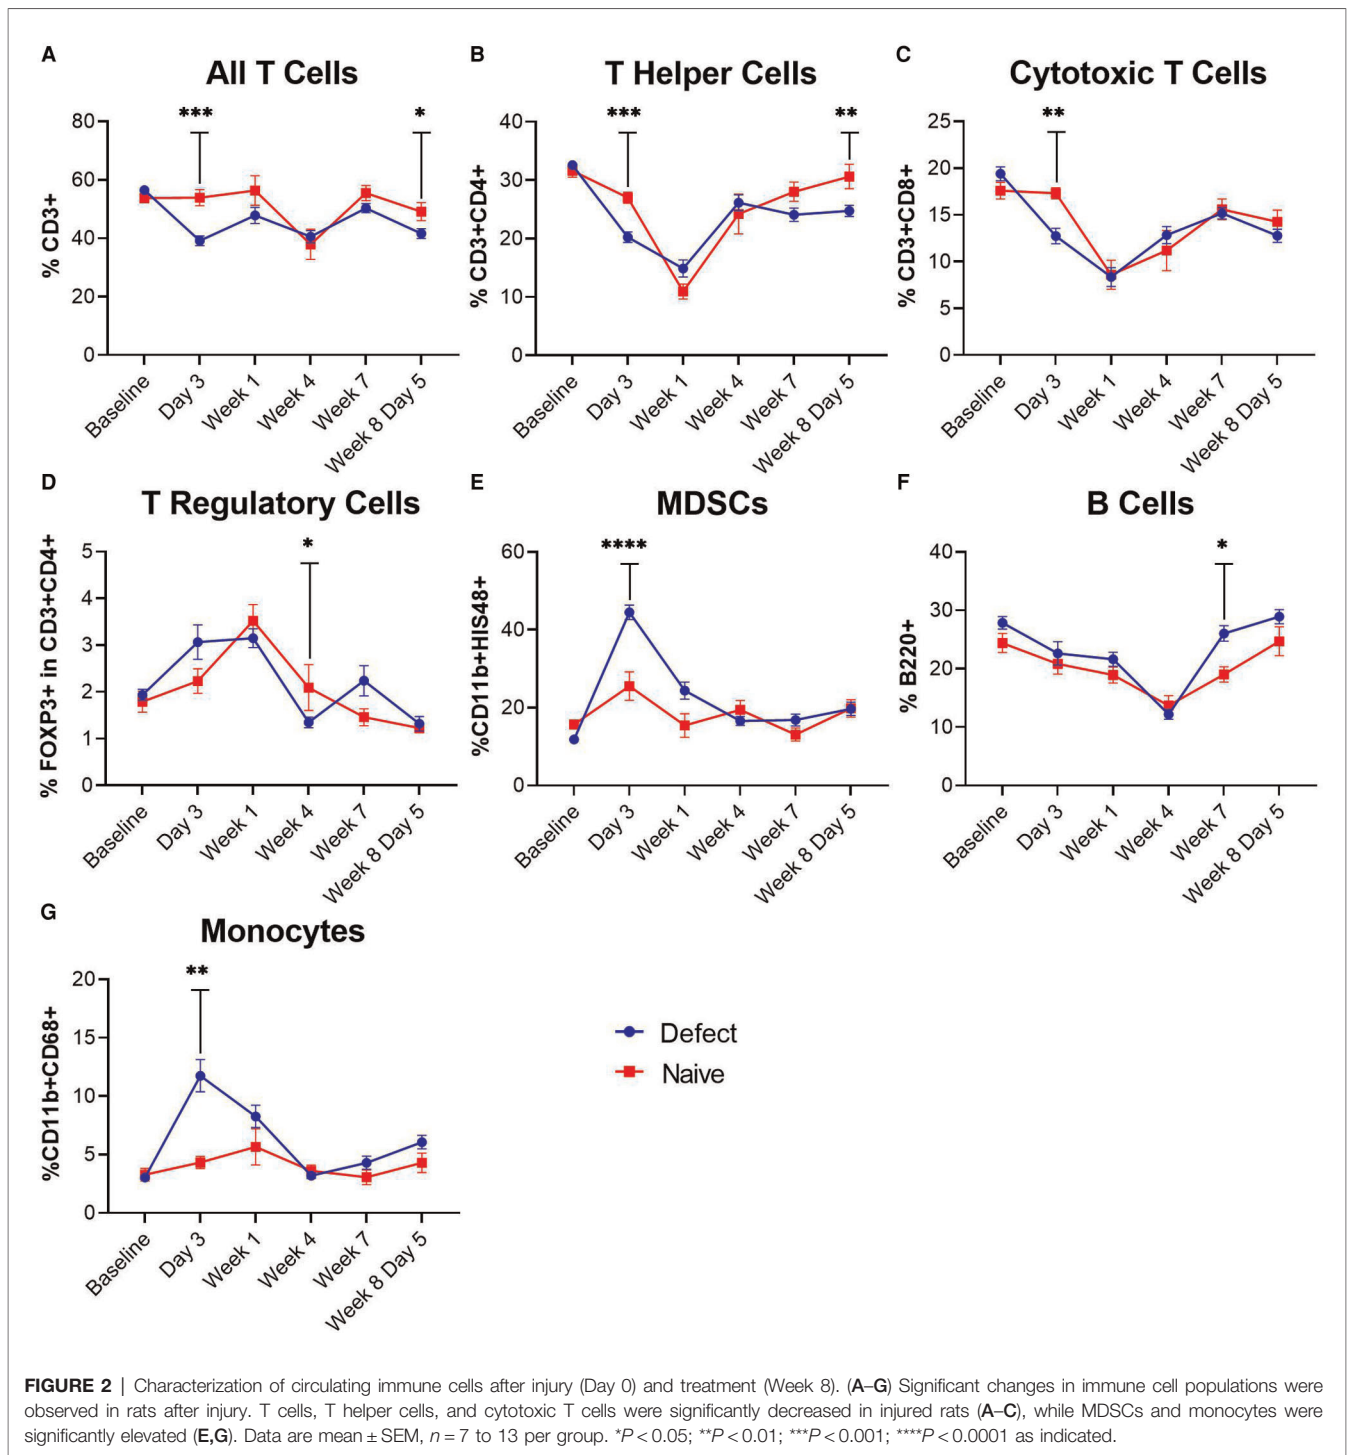 A
All T Cells
***
*
% CD3+
80
60
40
20
0
Baseline
Day 3
Week 1
Week 4
Week 7
Week 8 Day 5
B
T Helper Cells
***
**
% CD3+CD4+
40
30
20
10
0
Baseline
Day 3
Week 1
Week 4
Week 7
Week 8 Day 5
C
Cytotoxic T Cells
**
% CD3+CD8+
25
20
15
10
5
0
Baseline
Day 3
Week 1
Week 4
Week 7
Week 8 Day 5
D
T Regulatory Cells
*
% FOXP3+ in CD3+CD4+
5
4
3
2
1
0
Baseline
Day 3
Week 1
Week 4
Week 7
Week 8 Day 5
E
MDSCs
****
%CD11b+HIS48+
60
40
20
0
Baseline
Day 3
Week 1
Week 4
Week 7
Week 8 Day 5
F
B Cells
*
% B220+
40
30
20
10
0
Baseline
Day 3
Week 1
Week 4
Week 7
Week 8 Day 5
G
Monocytes
**
%CD11b+CD68+
20
15
10
5
0
Baseline
Day 3
Week 1
Week 4
Week 7
Week 8 Day 5
Defect
Naive
FIGURE 2 | Characterization of circulating immune cells after injury (Day 0) and treatment (Week 8). (A–G) Significant changes in immune cell populations were
observed in rats after injury. T cells, T helper cells, and cytotoxic T cells were significantly decreased in injured rats (A–C), while MDSCs and monocytes were
significantly elevated (E,G). Data are mean ± SEM, n = 7 to 13 per group. *P < 0.05; **P < 0.01; ***P < 0.001; ****P < 0.0001 as indicated.